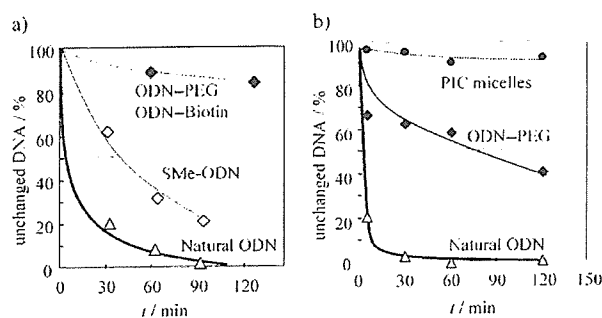 a)
unchanged DNA / %
100
80
60
40
20
0
ODN–PEG
ODN–Biotin
SMe-ODN
Natural ODN
0 30 60 90 120
t / min
b)
unchanged DNA / %
100
80
60
40
20
0
PIC micelles
ODN–PEG
Natural ODN
0 30 60 90 120 150
t / min